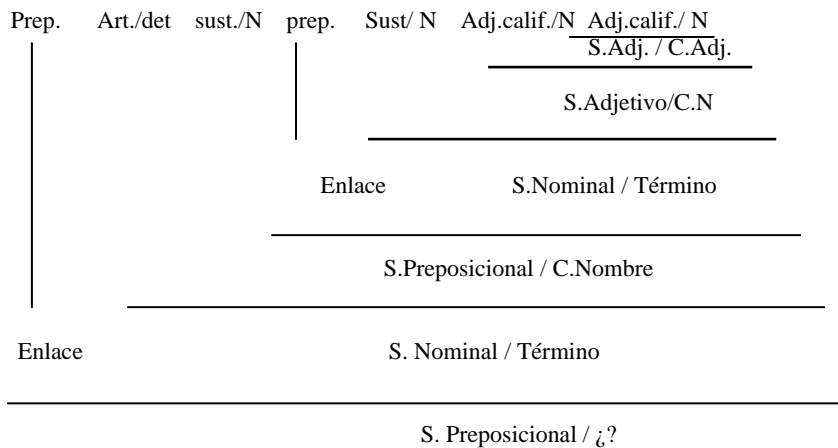 Prep. Art./det sust./N prep. Sust/ N Adj.calif./N Adj.calif./ N
S.Adj. / C.Adj.
S.Adjetivo/C.N
Enlace S.Nominal / Término
S.Preposicional / C.Nombre
Enlace S. Nominal / Término
S. Preposicional / ¿?